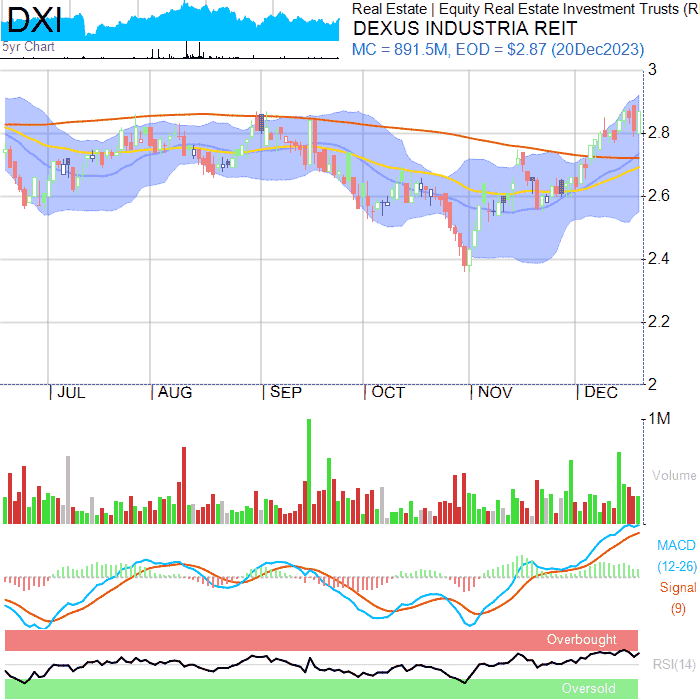 DXI
5yr Chart
Real Estate | Equity Real Estate Investment Trusts (R
DEXUS INDUSTRIA REIT
MC = 891.5M, EOD = $2.87 (20Dec2023)
3
2.8
2.6
2.4
2.2
2
JUL AUG SEP OCT NOV DEC
1M
Volume
MACD
(12-26)
Signal
(9)
Overbought
RSI(14)
Oversold